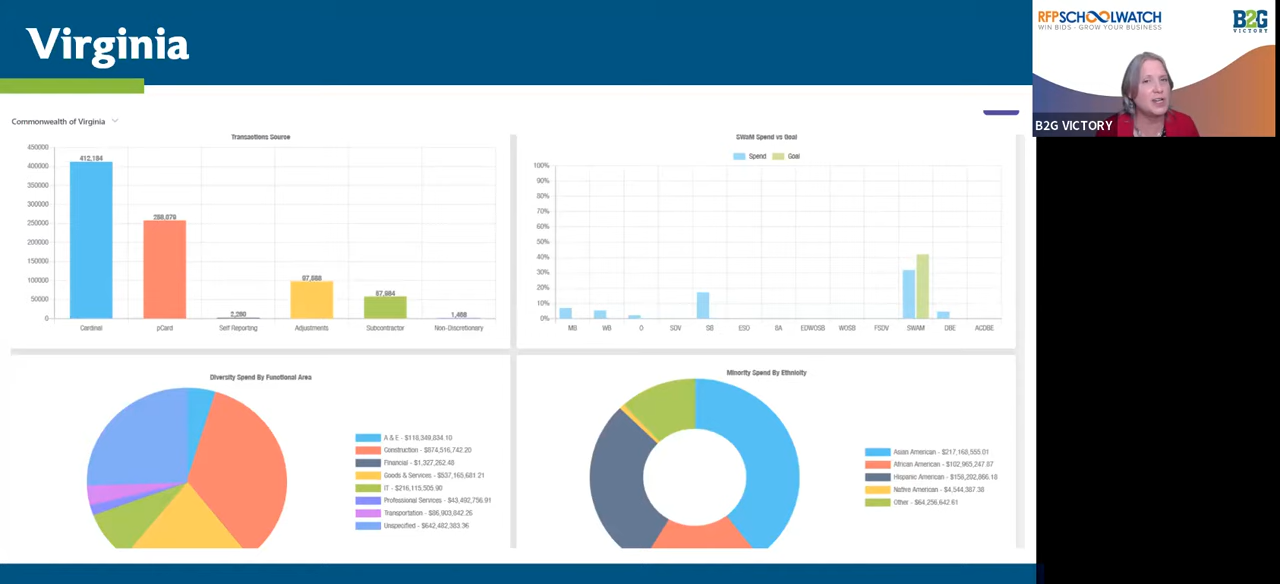 Virginia
RFPSCHOOLWATCH
WIN BIDS - GROW YOUR BUSINESS
B2G
VICTORY
B2G VICTORY
Commonwealth of Virginia
Transactions Source
450000
400000
350000
300000
250000
200000
150000
100000
50000
0
412,184
2,280
67,984
1,468
Cardinal
pCard
Self Reporting
Adjustments
Subcontractor
Non-Discretionary
SWaM Spend vs Goal
Spend
Goal
100%
90%
80%
70%
60%
50%
40%
30%
20%
10%
0%
MB
WB
O
SDV
SB
ESO
8A
EDWOSB
WOSB
FSDV
SWAM
DBE
ACDBE
Diversity Spend By Functional Area
A & E - $118,349,834.10
Construction - $874,516,742.20
Financial - $1,327,262.48
Goods & Services - $537,165,681.21
IT - $216,115,505.90
Professional Services - $43,492,756.91
Transportation - $86,903,642.26
Unspecified - $642,482,383.36
Minority Spend By Ethnicity
Asian American - $217,168,555.01
African American - $102,965,247.87
Hispanic American - $158,202,866.18
Native American - $4,544,387.38
Other - $64,256,642.61